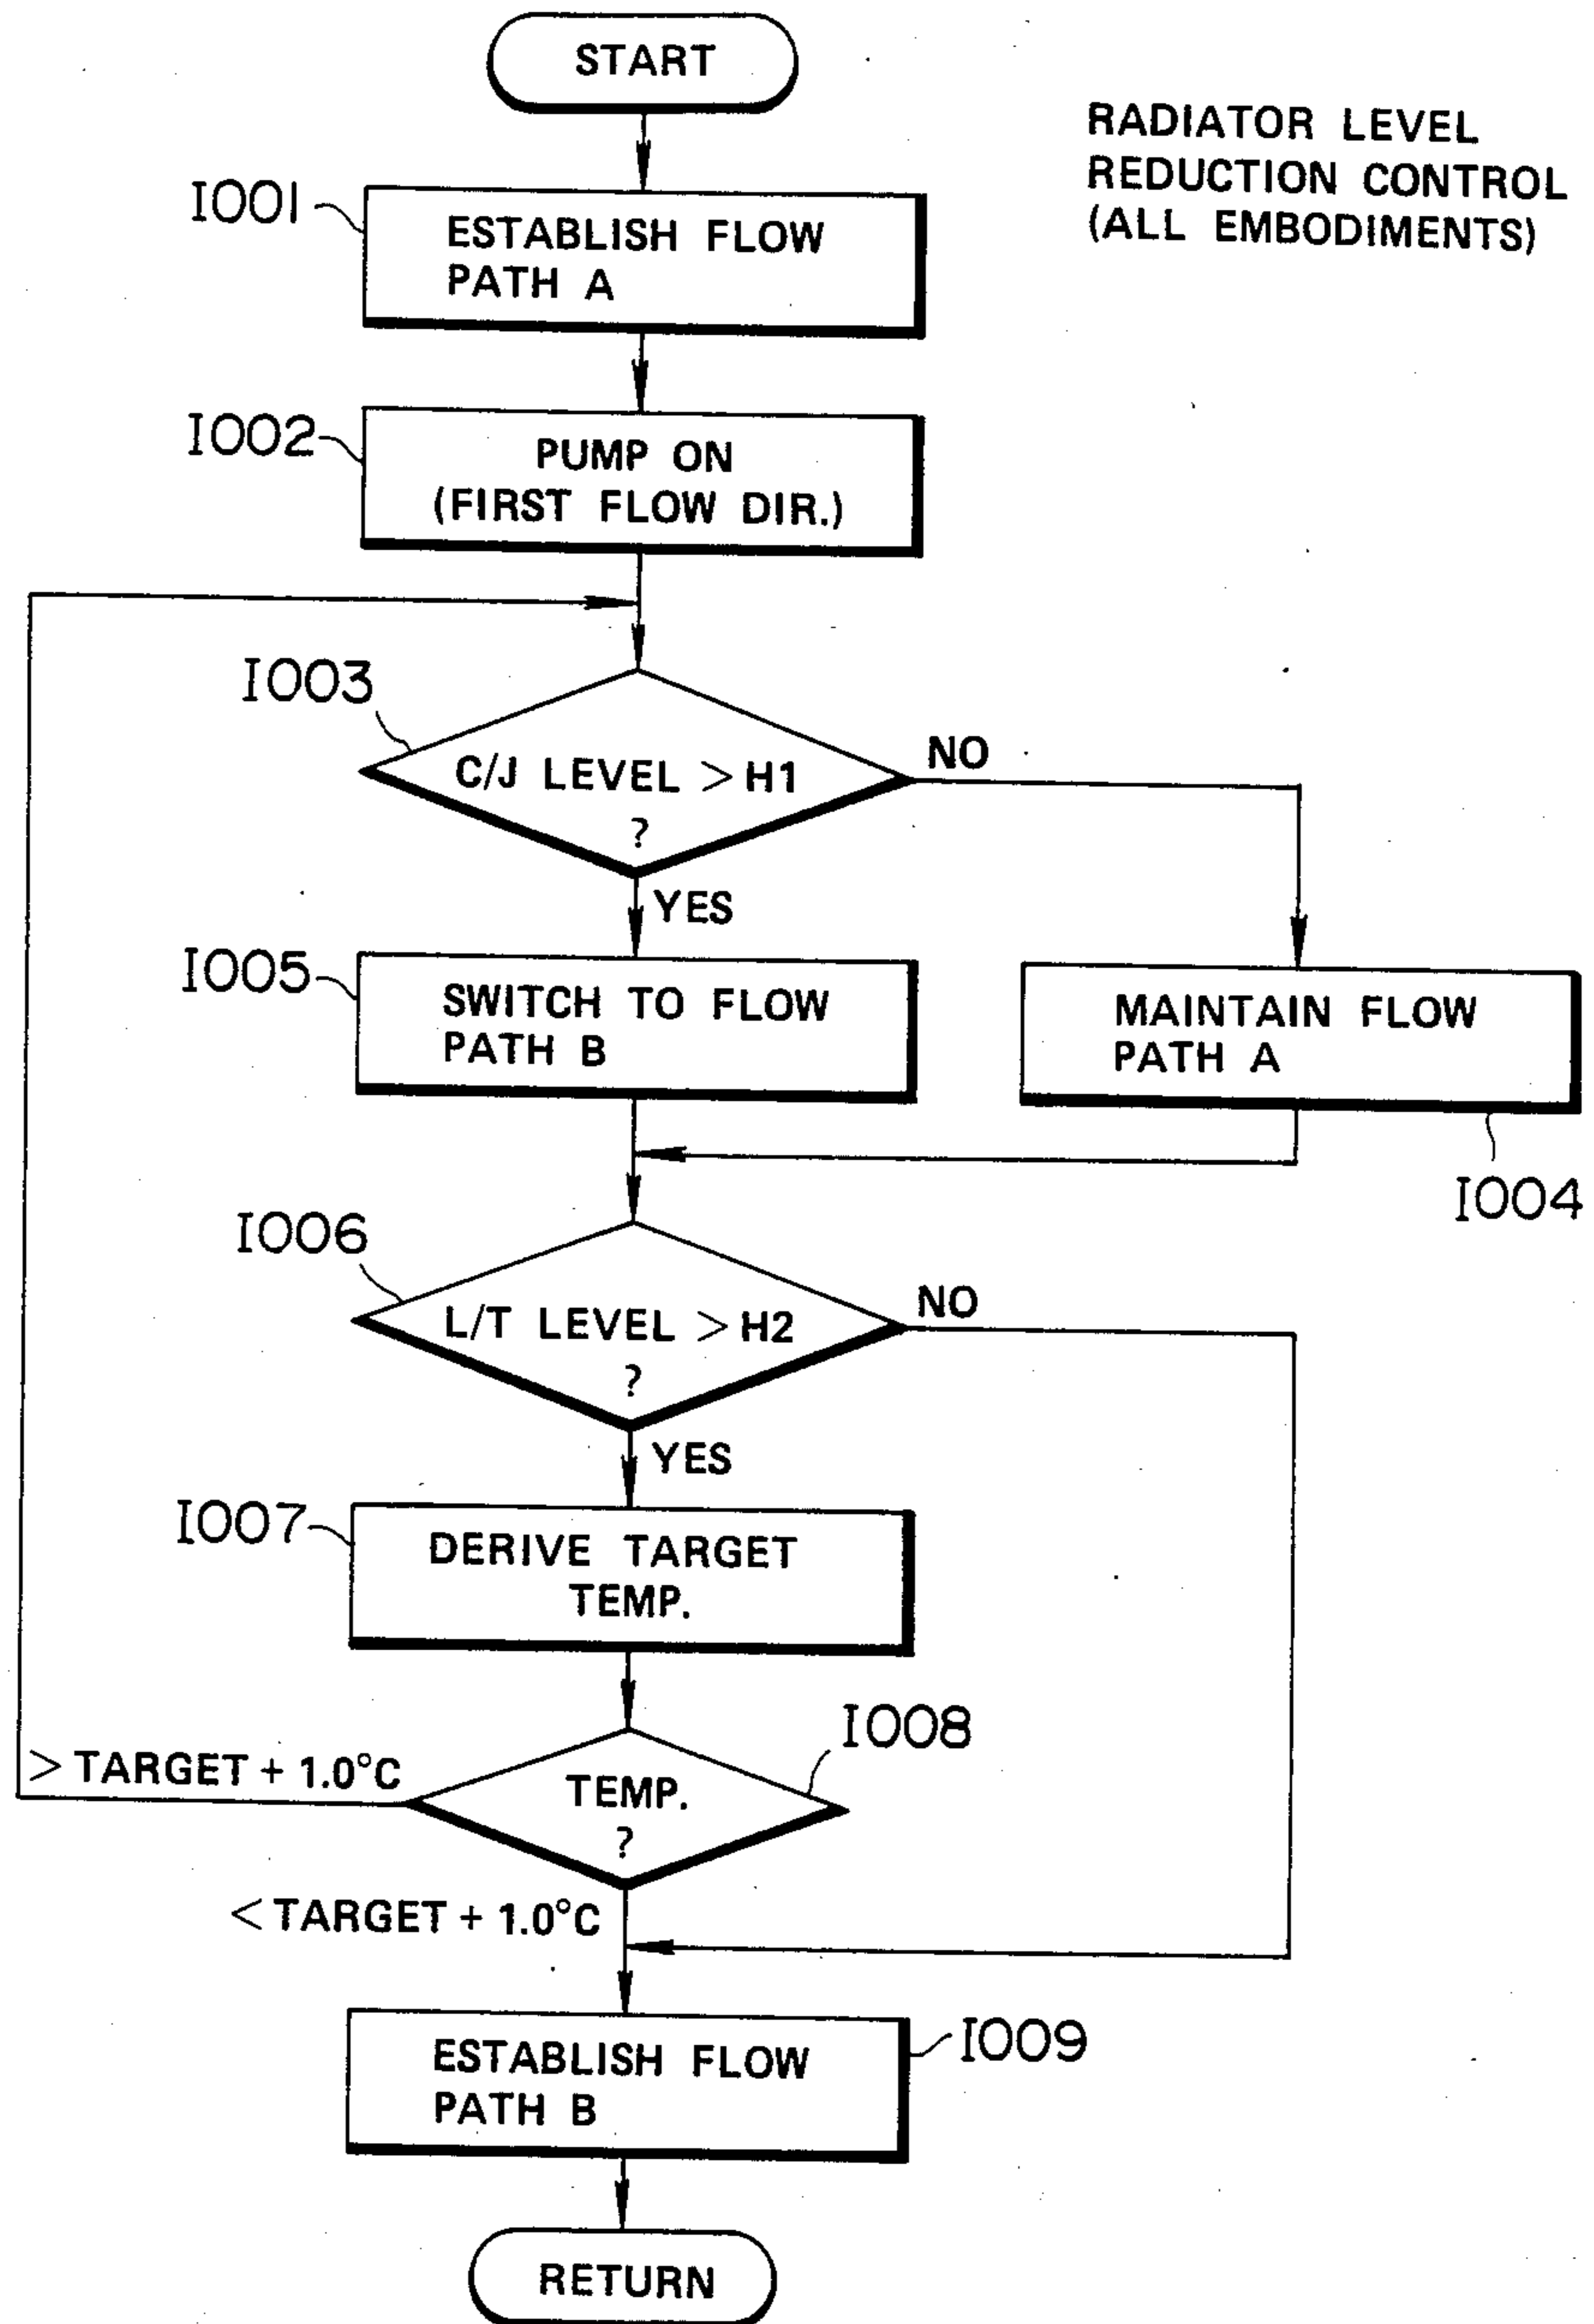 START
RADIATOR LEVEL
REDUCTION CONTROL
(ALL EMBODIMENTS)
1001
ESTABLISH FLOW
PATH A
1002
PUMP ON
(FIRST FLOW DIR.)
1003
C/J LEVEL > H1
?
NO
YES
1005
SWITCH TO FLOW
PATH B
MAINTAIN FLOW
PATH A
1004
1006
L/T LEVEL > H2
?
NO
YES
1007
DERIVE TARGET
TEMP.
1008
> TARGET + 1.0°C
TEMP.
?
< TARGET + 1.0°C
1009
ESTABLISH FLOW
PATH B
RETURN